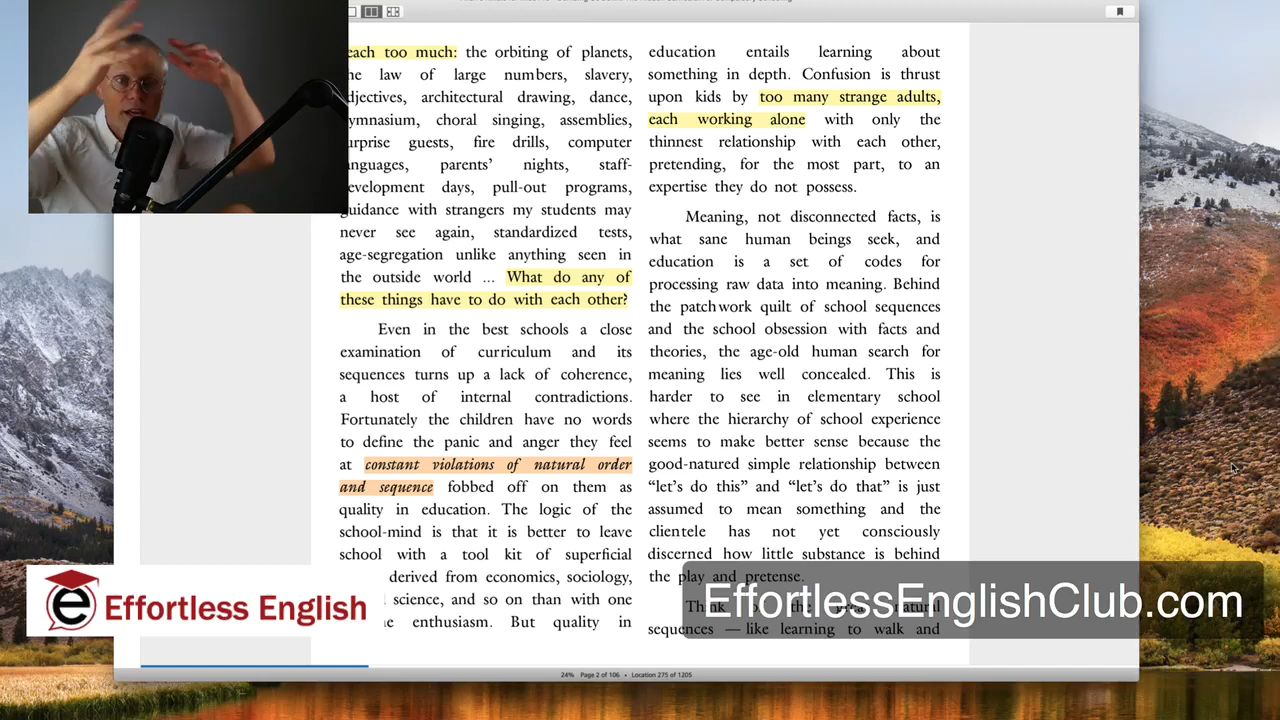 each too much: the orbiting of planets,
he law of large numbers, slavery,
djectives, architectural drawing, dance,
ymnasium, choral singing, assemblies,
urprise guests, fire drills, computer
anguages, parents’ nights, staff-
evelopment days, pull-out programs,
guidance with strangers my students may
never see again, standardized tests,
age-segregation unlike anything seen in
the outside world ... What do any of
these things have to do with each other?
Even in the best schools a close
examination of curriculum and its
sequences turns up a lack of coherence,
a host of internal contradictions.
Fortunately the children have no words
to define the panic and anger they feel
at constant violations of natural order
and sequence fobbed off on them as
quality in education. The logic of the
school-mind is that it is better to leave
school with a tool kit of superficial
derived from economics, sociology,
science, and so on than with one
enthusiasm. But quality in
education entails learning about
something in depth. Confusion is thrust
upon kids by too many strange adults,
each working alone with only the
thinnest relationship with each other,
pretending, for the most part, to an
expertise they do not possess.
Meaning, not disconnected facts, is
what sane human beings seek, and
education is a set of codes for
processing raw data into meaning. Behind
the patchwork quilt of school sequences
and the school obsession with facts and
theories, the age-old human search for
meaning lies well concealed. This is
harder to see in elementary school
where the hierarchy of school experience
seems to make better sense because the
good-natured simple relationship between
“let’s do this” and “let’s do that” is just
assumed to mean something and the
clientele has not yet consciously
discerned how little substance is behind
the play and pretense.
Think the great natural
sequences — like learning to walk and
e Effortless English
EffortlessEnglishClub.com
24% Page 2 of 106 • Location 275 of 1205